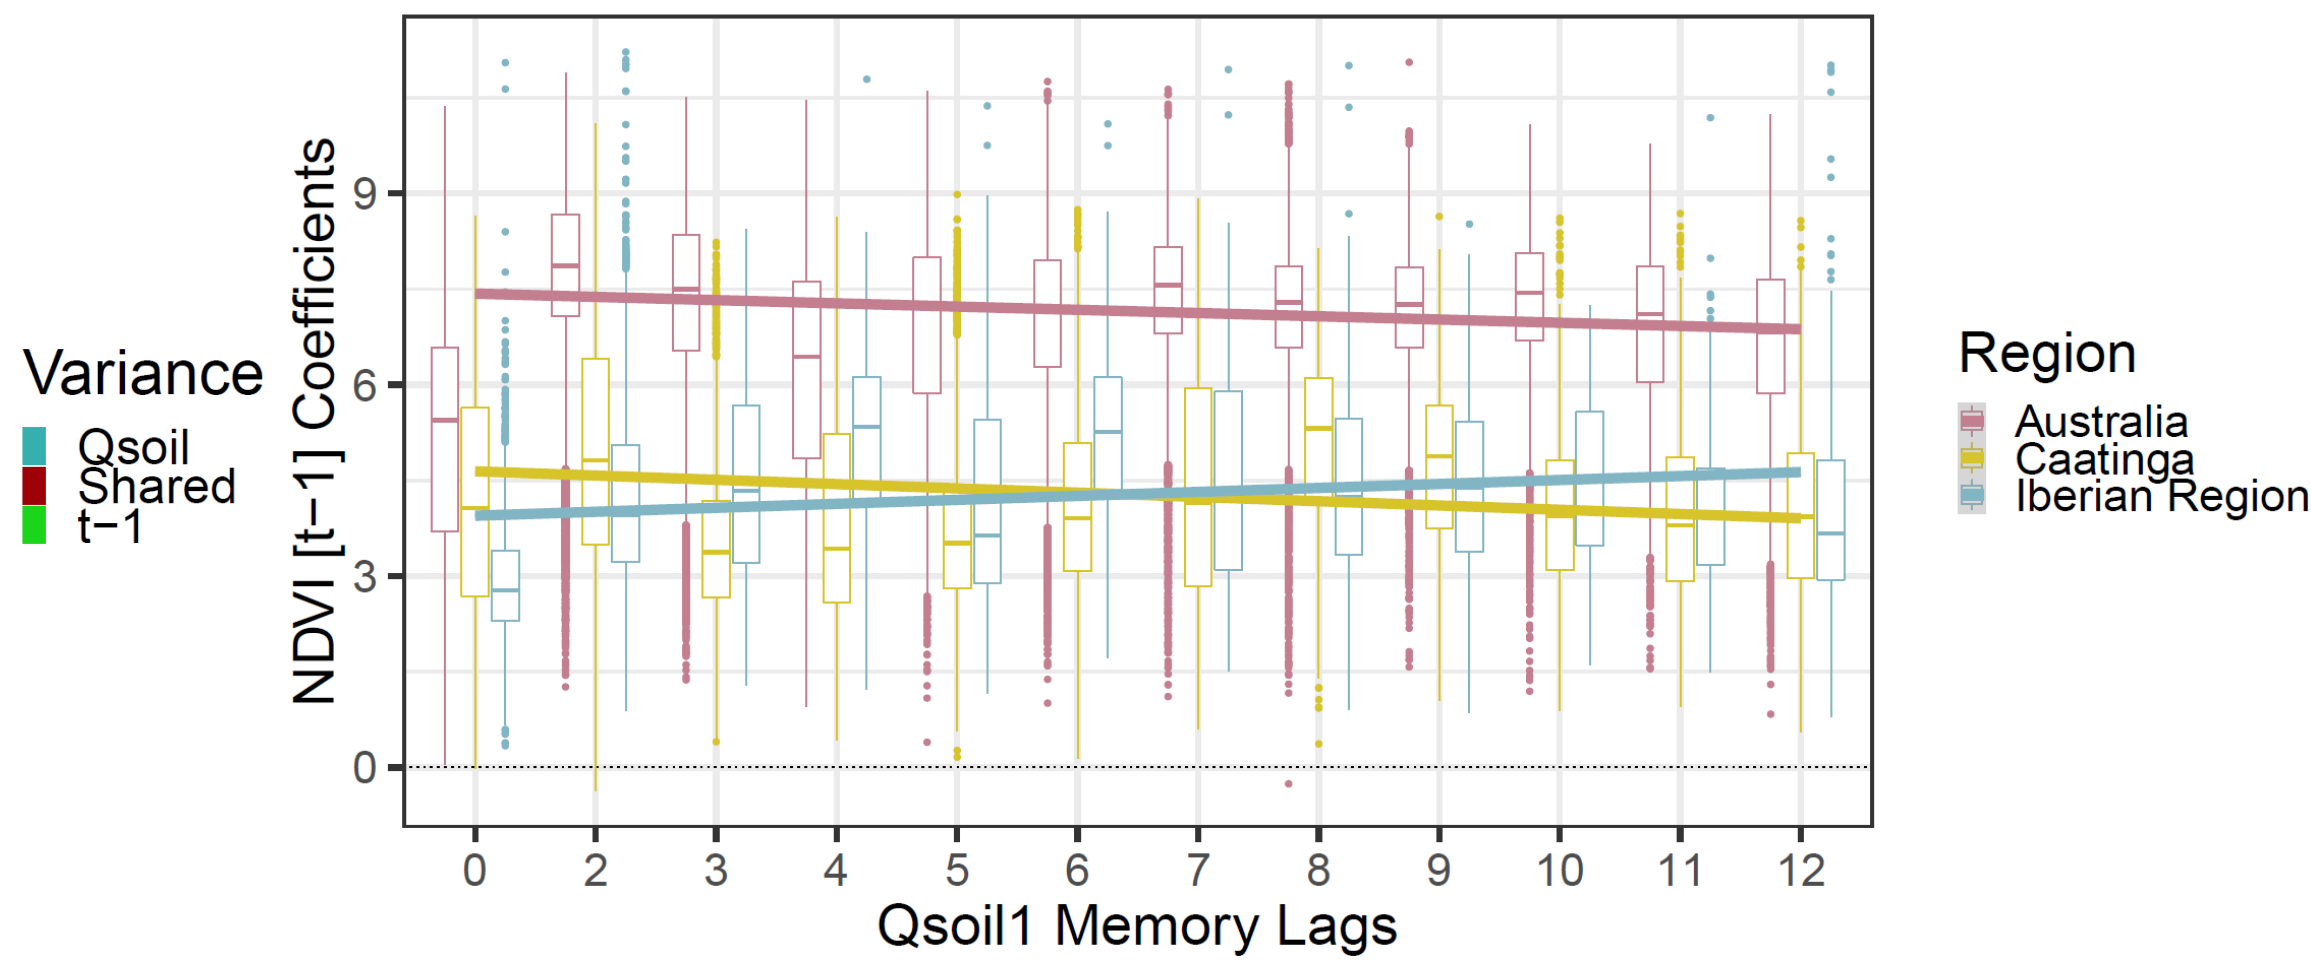 Variance
Qsoil
Shared
t−1
NDVI [t−1] Coefficients
9
6
3
0
0 2 3 4 5 6 7 8 9 10 11 12
Qsoil1 Memory Lags
Region
Australia
Caatinga
Iberian Region